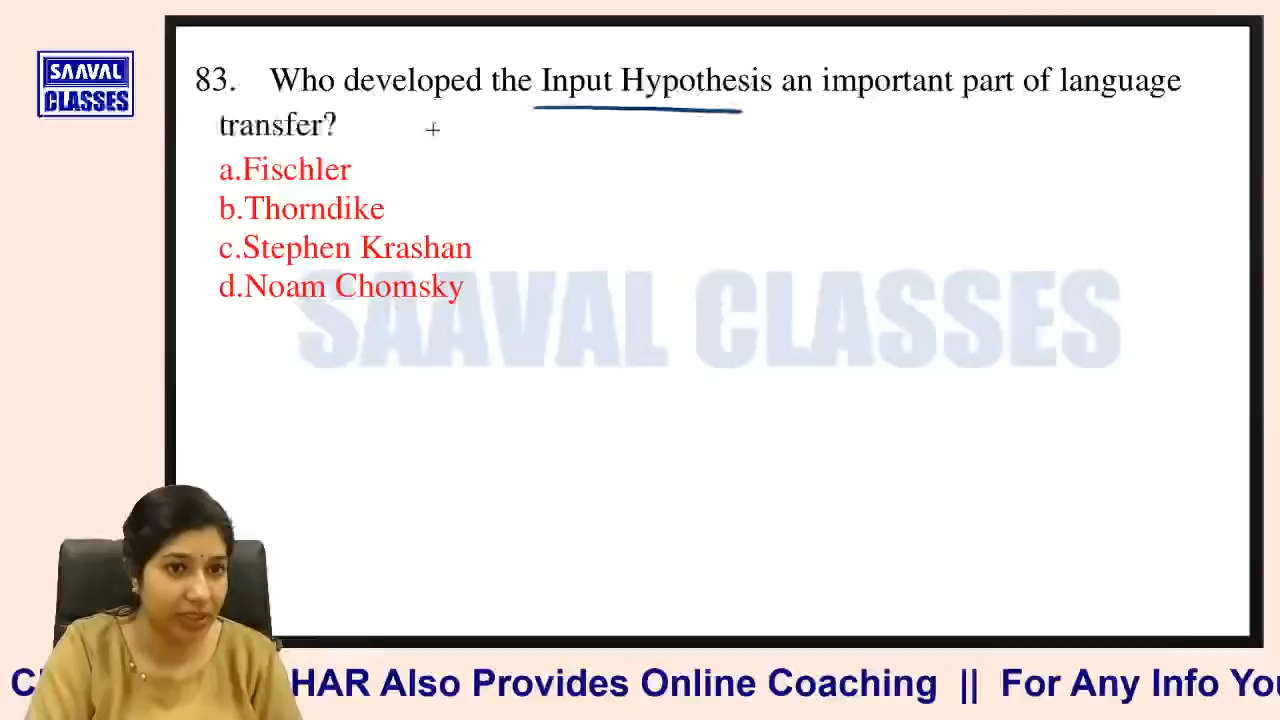 SAAVAL
CLASSES
83. Who developed the Input Hypothesis an important part of language
transfer?
a.Fischler
b.Thorndike
c.Stephen Krashan
d.Noam Chomsky
SAAVAL CLASSES
HAR Also Provides Online Coaching || For Any Info